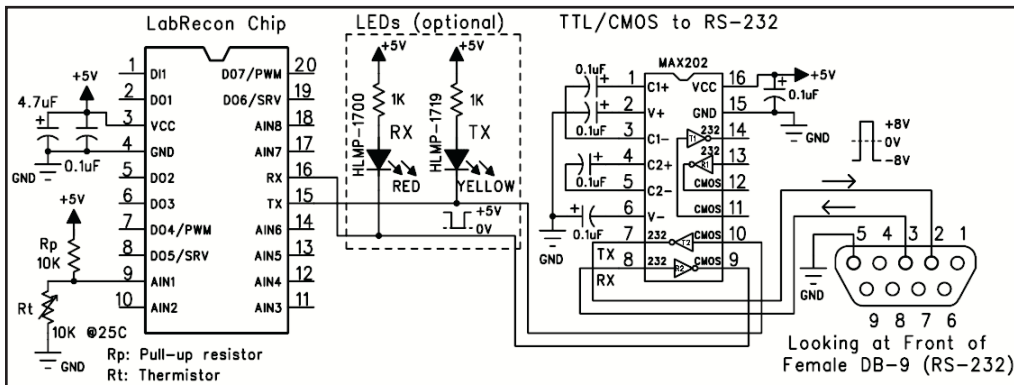 LabRecon Chip
LEDs (optional)
TTL/CMOS to RS-232
+5V
4.7uF
0.1uF
GND
1 DI1
2 DO1
3 VCC
4 GND
5 DO2
6 DO3
7 DO4/PWM
8 DO5/SRV
9 AIN1
10 AIN2
DO7/PWM 20
DO6/SRV 19
AIN8 18
AIN7 17
RX 16
TX 15
AIN6 14
AIN5 13
AIN4 12
AIN3 11
+5V
Rp
10K
Rt
10K @25C
GND
Rp: Pull-up resistor
Rt: Thermistor
+5V
+5V
1K
1K
HLMP-1700
RX
HLMP-1719
TX
RED
YELLOW
+5V
0V
MAX202
0.1uF
0.1uF
0.1uF
0.1uF
GND
1 C1+
2 V+
3 C1-
4 C2+
5 C2-
6 V-
7 232
8 232
TX
RX
VCC 16
GND 15
232 14
13
CMOS 12
CMOS 11
CMOS 10
CMOS 9
T1
R1
T2
R2
+5V
0.1uF
GND
+8V
0V
-8V
GND
5 4 3 2 1
9 8 7 6
Looking at Front of
Female DB-9 (RS-232)